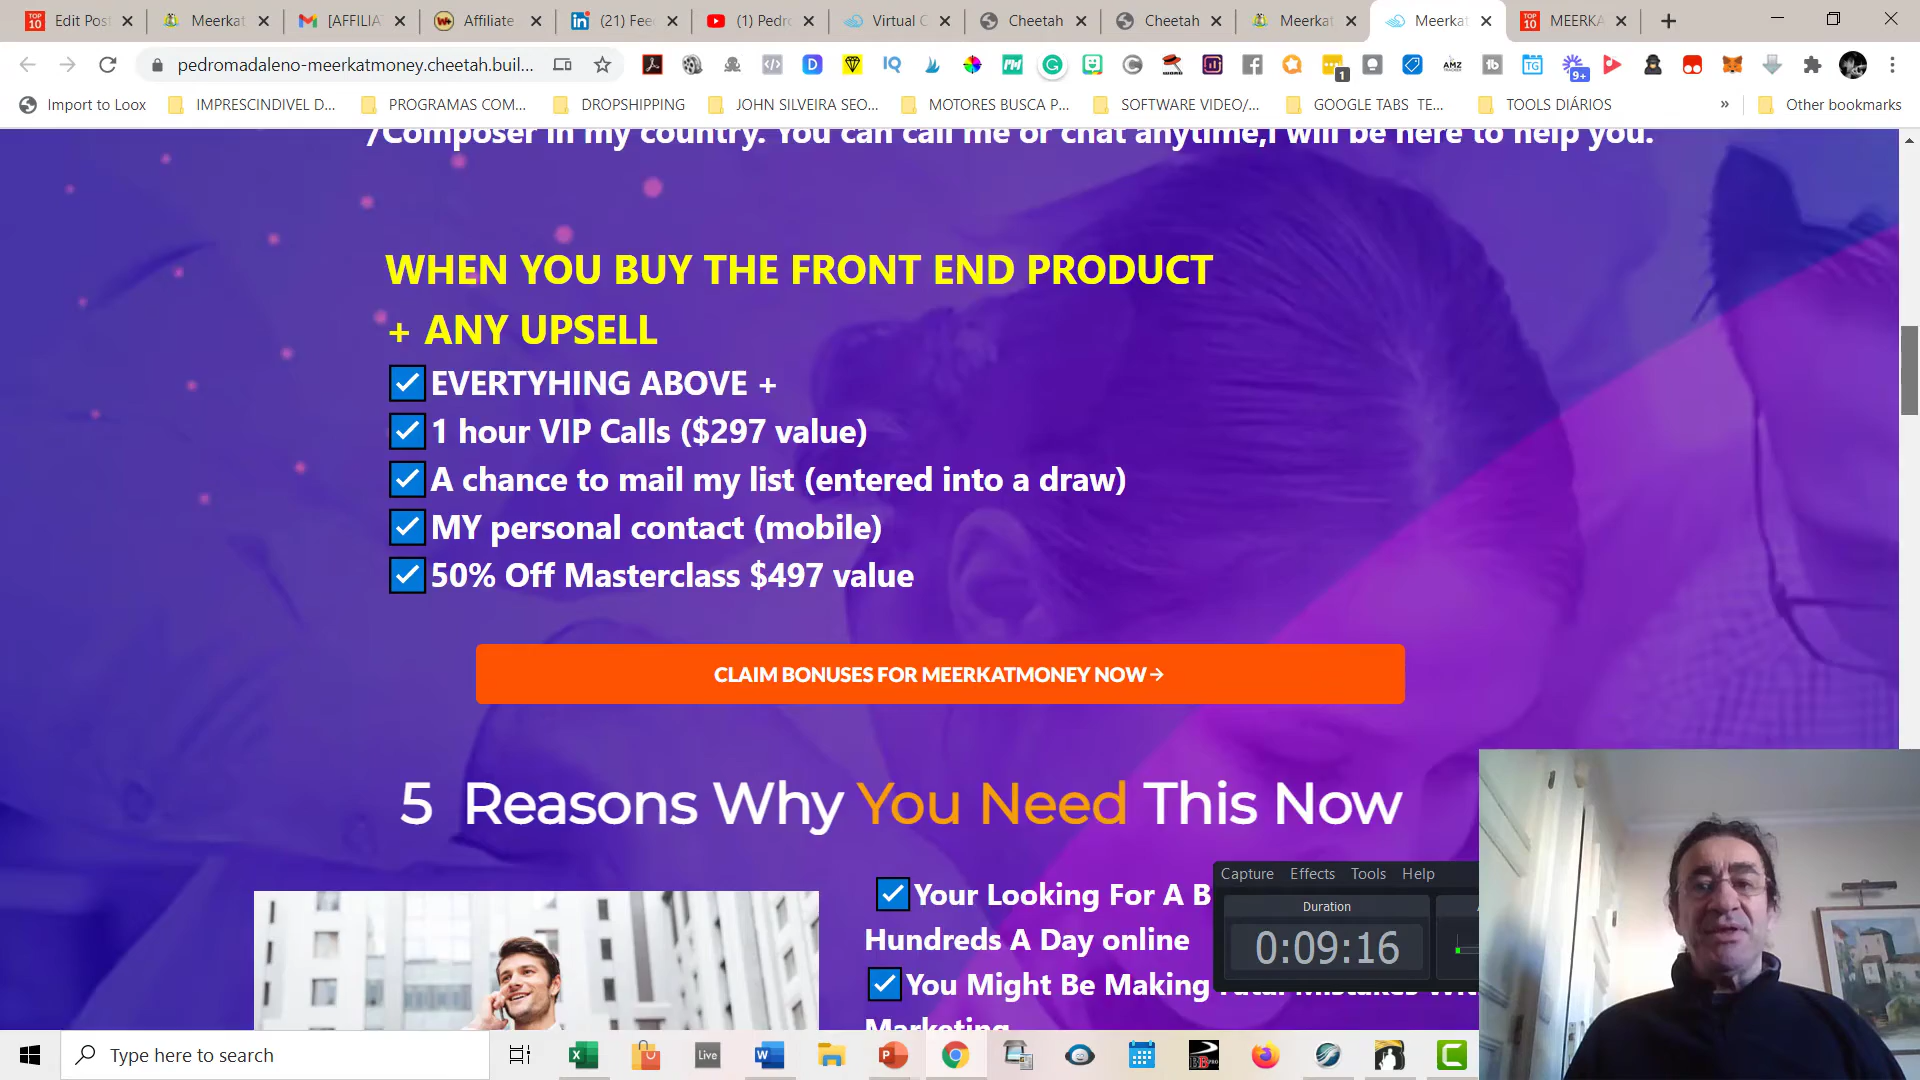 Edit Post
Meerkat
[AFFILIA
Affiliate
(21) Fee
(1) Pedr
Virtual C
Cheetah
Cheetah
Meerkat
Meerkat
MEERKA
pedromadaleno-meerkatmoney.cheetah.buil...
Import to Loox
IMPRESCINDIVEL D...
PROGRAMAS COM...
DROPSHIPPING
JOHN SILVEIRA SEO...
MOTORES BUSCA P...
SOFTWARE VIDEO/...
GOOGLE TABS TE...
TOOLS DIÁRIOS
»
Other bookmarks
/Composer in my country. You can call me or chat anytime,I will be here to help you.
WHEN YOU BUY THE FRONT END PRODUCT
+ ANY UPSELL
EVERTYHING ABOVE +
1 hour VIP Calls ($297 value)
A chance to mail my list (entered into a draw)
MY personal contact (mobile)
50% Off Masterclass $497 value
CLAIM BONUSES FOR MEERKATMONEY NOW→
5 Reasons Why You Need This Now
Your Looking For A B
Hundreds A Day online
You Might Be Making
Marketing
Capture Effects Tools Help
Duration
0:09:16
Type here to search
Live